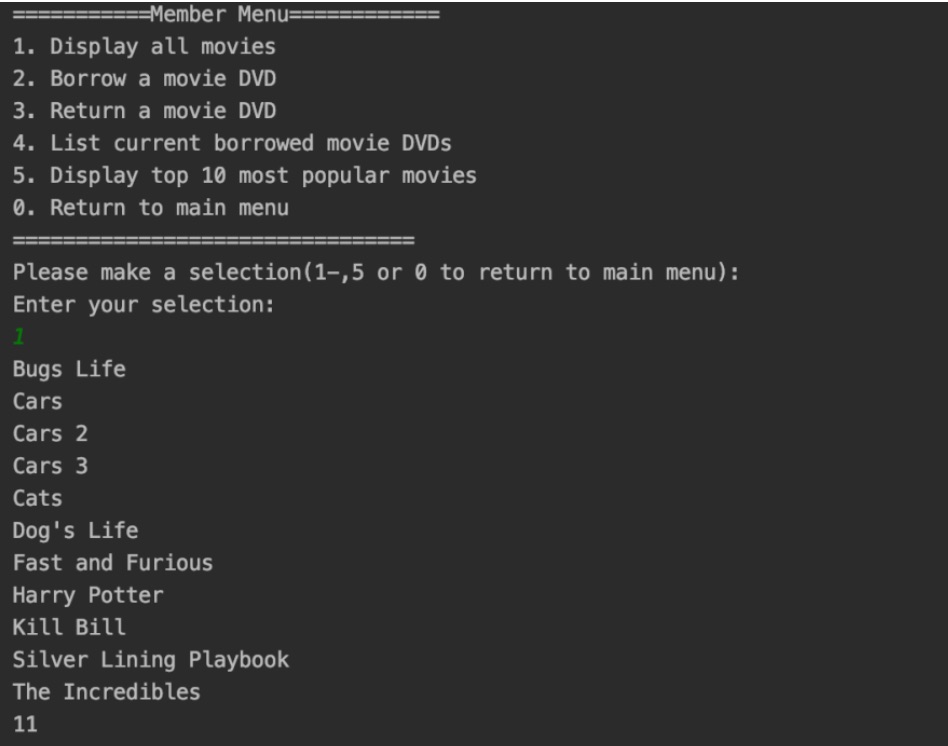 ===========Member Menu============
1. Display all movies
2. Borrow a movie DVD
3. Return a movie DVD
4. List current borrowed movie DVDs
5. Display top 10 most popular movies
0. Return to main menu
================================
Please make a selection(1-,5 or 0 to return to main menu):
Enter your selection:
1
Bugs Life
Cars
Cars 2
Cars 3
Cats
Dog's Life
Fast and Furious
Harry Potter
Kill Bill
Silver Lining Playbook
The Incredibles
11